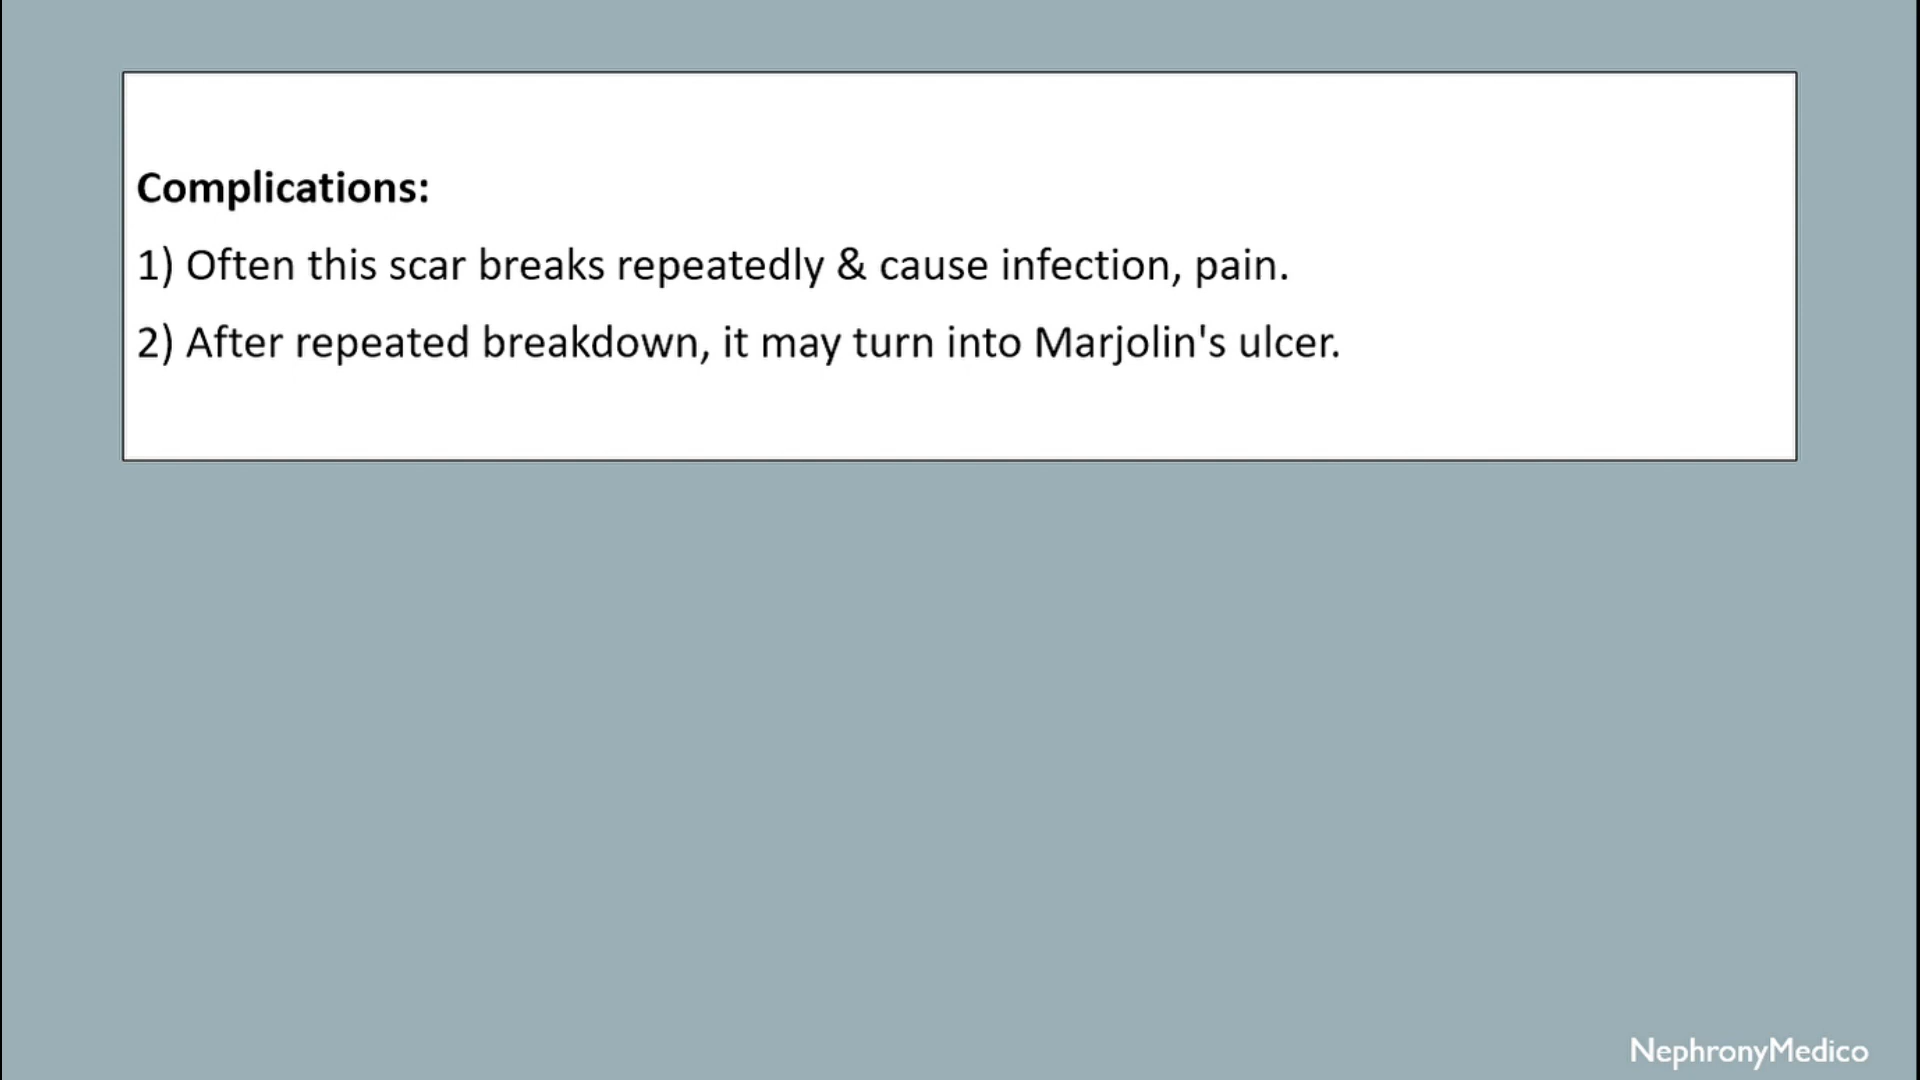 Complications:
1) Often this scar breaks repeatedly & cause infection, pain.
2) After repeated breakdown, it may turn into Marjolin's ulcer.
NephronyMedico